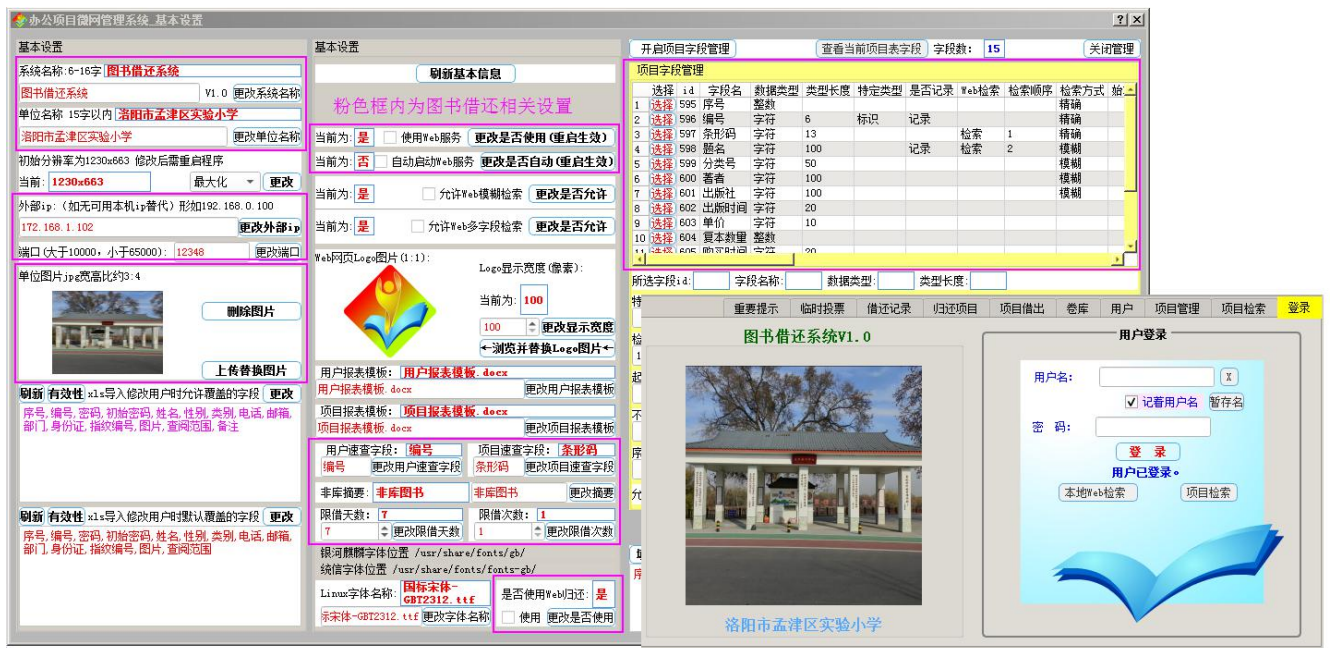 办公项目微网管理系统_基本设置
基本设置
系统名称:6-16字 图书借还系统
图书借还系统 V1.0 更改系统名称
单位名称 15字以内 洛阳市孟津区实验小学
洛阳市孟津区实验小学 更改单位名称
初始分辨率为1230x663 修改后需重启程序
当前: 1230x663 最大化 更改
外部ip:（如无可用本机ip替代）形如192.168.0.100
172.168.1.102 更改外部ip
端口(大于10000,小于65000): 12348 更改端口
单位图片jpg宽高比约3:4
删除图片
上传替换图片
刷新 有效性 xls导入修改用户时允许覆盖的字段 更改
序号,编号,密码,初始密码,姓名,性别,类别,电话,邮箱,
部门,身份证,指纹编号,图片,查阅范围,备注
刷新 有效性 xls导入修改用户时默认覆盖的字段 更改
序号,编号,密码,初始密码,姓名,性别,类别,电话,邮箱,
部门,身份证,指纹编号,图片,查阅范围
基本设置
刷新基本信息
粉色框内为图书借还相关设置
当前为: 是 使用Web服务 更改是否使用(重启生效)
当前为: 否 自动启动Web服务 更改是否自动(重启生效)
当前为: 是 允许Web模糊检索 更改是否允许
当前为: 是 允许Web多字段检索 更改是否允许
Web网页Logo图片(1:1):
Logo显示宽度(像素):
当前为: 100
100 更改显示宽度
←浏览并替换Logo图片←
用户报表模板: 用户报表模板.docx
用户报表模板.docx 更改用户报表模板
项目报表模板: 项目报表模板.docx
项目报表模板.docx 更改项目报表模板
用户速查字段: 编号 项目速查字段: 条形码
编号 更改用户速查字段 条形码 更改项目速查字段
非库摘要: 非库图书 非库图书 更改摘要
限借天数: 7 限借次数: 1
7 更改限借天数 1 更改限借次数
银河麒麟字体位置 /usr/share/fonts/gb/
统信字体位置 /usr/share/fonts/fonts-gb/
Linux字体名称: 国标宋体-GBT2312.ttf 是否使用Web归还: 是
标宋体-GBT2312.ttf 更改字体名称 使用 更改是否使用
开启项目字段管理 查看当前项目表字段 字段数: 15 关闭管理
项目字段管理
选择 id 字段名 数据类型 类型长度 特定类型 是否记录 Web检索 检索顺序 检索方式 始
1 选择 595 序号 整数 精确
2 选择 596 编号 字符 6 标识 记录 精确
3 选择 597 条形码 字符 13 检索 1 精确
4 选择 598 题名 字符 100 记录 检索 2 模糊
5 选择 599 分类号 字符 50 模糊
6 选择 600 著者 字符 100 模糊
7 选择 601 出版社 字符 100 模糊
8 选择 602 出版时间 字符 20
9 选择 603 单价 字符 10
10 选择 604 复本数量 整数
11 选择 605 购买时间 字符 20
所选字段id: 字段名称: 数据类型: 类型长度:
重要提示 临时投票 借还记录 归还项目 项目借出 卷库 用户 项目管理 项目检索 登录
图书借还系统V1.0
洛阳市孟津区实验小学
用户登录
用户名: X
记着用户名 暂存名
密 码:
登 录
用户已登录。
本地Web检索 项目检索